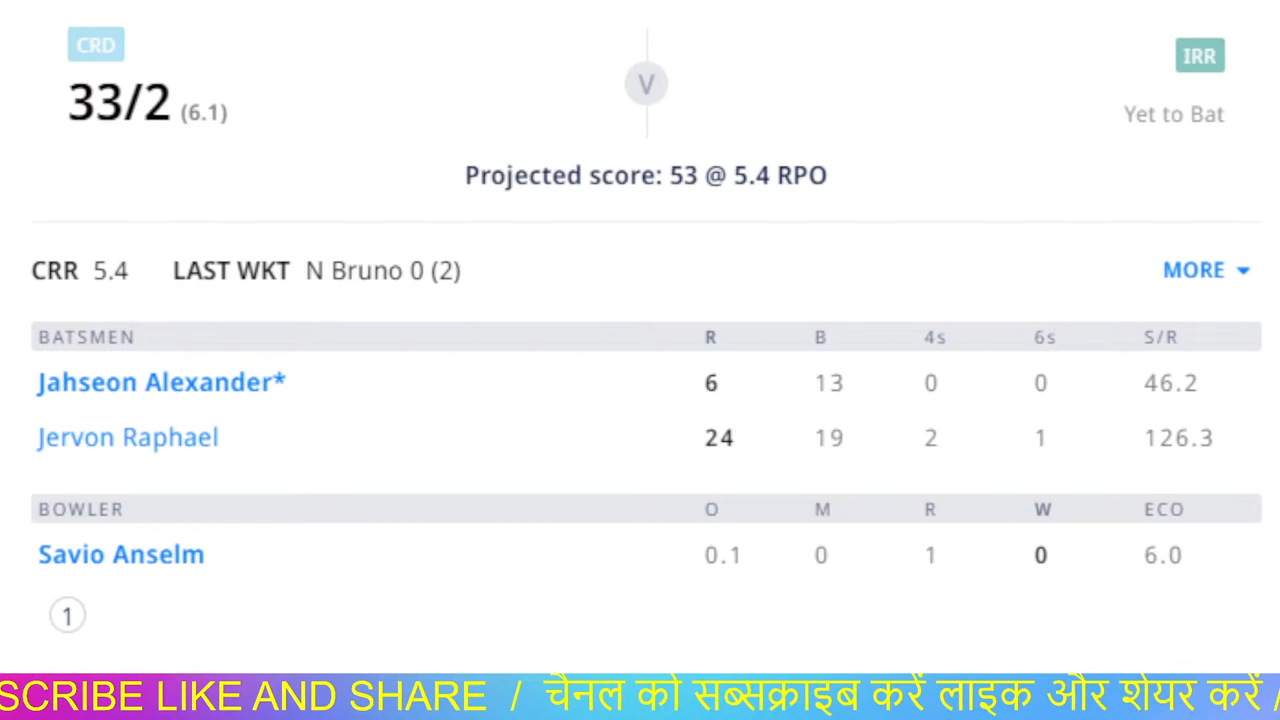 CRD
33/2 (6.1)
V
IRR
Yet to Bat
Projected score: 53 @ 5.4 RPO
CRR 5.4 LAST WKT N Bruno 0 (2)
MORE
BATSMEN R B 4s 6s S/R
Jahseon Alexander* 6 13 0 0 46.2
Jervon Raphael 24 19 2 1 126.3
BOWLER O M R W ECO
Savio Anselm 0.1 0 1 0 6.0
1
SCRIBE LIKE AND SHARE / चैनल को सब्सक्राइब करें लाइक और शेयर करें /